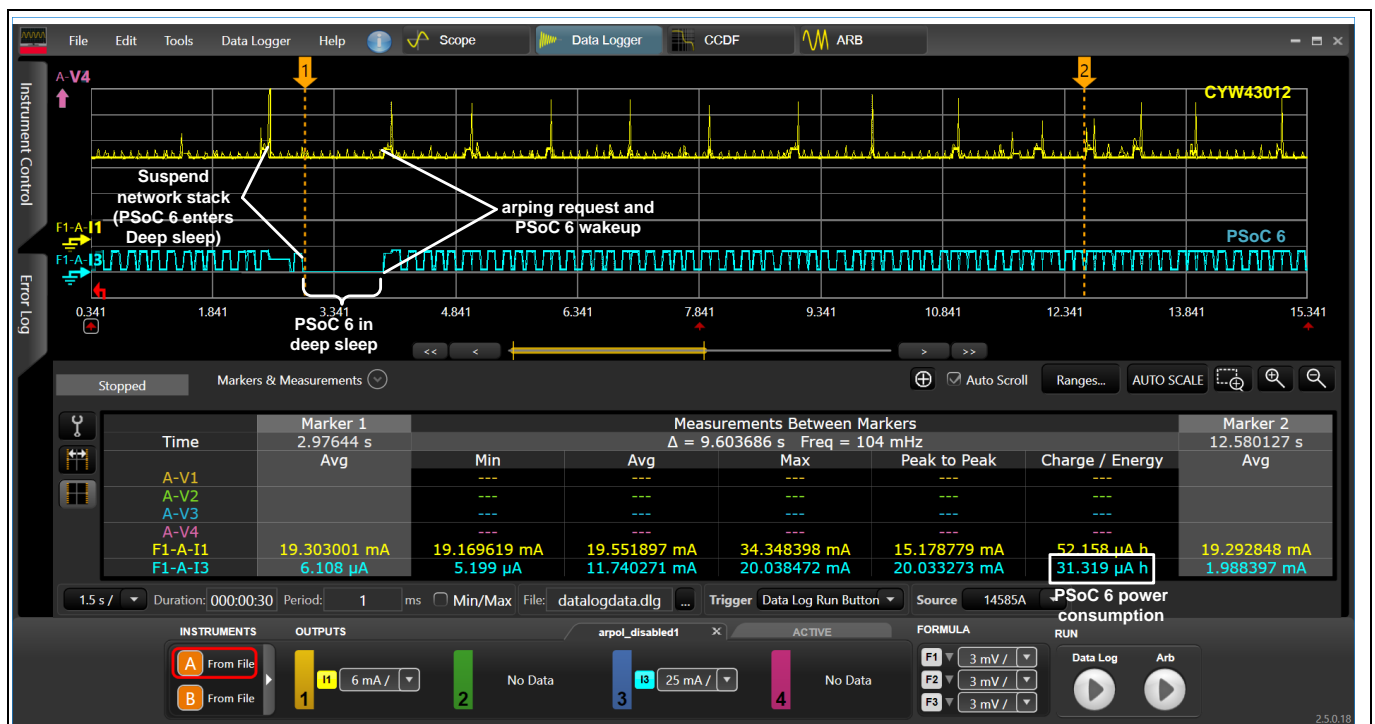 File Edit Tools Data Logger Help i Scope Data Logger CCDF ARB
Instrument Control
Error Log
A-V4
1
2
CYW43012
Suspend
network stack
(PSoC 6 enters
Deep sleep)
arping request and
PSoC 6 wakeup
F1-A-I1
PSoC 6
F1-A-I3
0.341 1.841 3.341 4.841 6.341 7.841 9.341 10.841 12.341 13.841 15.341
PSoC 6 in
deep sleep
<< < > >>
Stopped Markers & Measurements Auto Scroll Ranges... AUTO SCALE
Marker 1 Measurements Between Markers Marker 2
Time 2.97644 s Δ = 9.603686 s Freq = 104 mHz 12.580127 s
Avg Min Avg Max Peak to Peak Charge / Energy Avg
A-V1 --- --- --- --- ---
A-V2 --- --- --- --- ---
A-V3 --- --- --- --- ---
A-V4 --- --- --- --- ---
F1-A-I1 19.303001 mA 19.169619 mA 19.551897 mA 34.348398 mA 15.178779 mA 52.158 µA h 19.292848 mA
F1-A-I3 6.108 µA 5.199 µA 11.740271 mA 20.038472 mA 20.033273 mA 31.319 µA h 1.988397 mA
1.5 s / Duration: 000:00:30 Period: 1 ms Min/Max File: datalogdata.dlg ... Trigger Data Log Run Button Source 14585A
PSoC 6 power
consumption
INSTRUMENTS OUTPUTS arpol_disabled1 X ACTIVE FORMULA RUN
A From File
B From File
1 I1 6 mA /
2 No Data
3 I3 25 mA /
4 No Data
F1 3 mV /
F2 3 mV /
F3 3 mV /
Data Log Arb
2.5.0.18